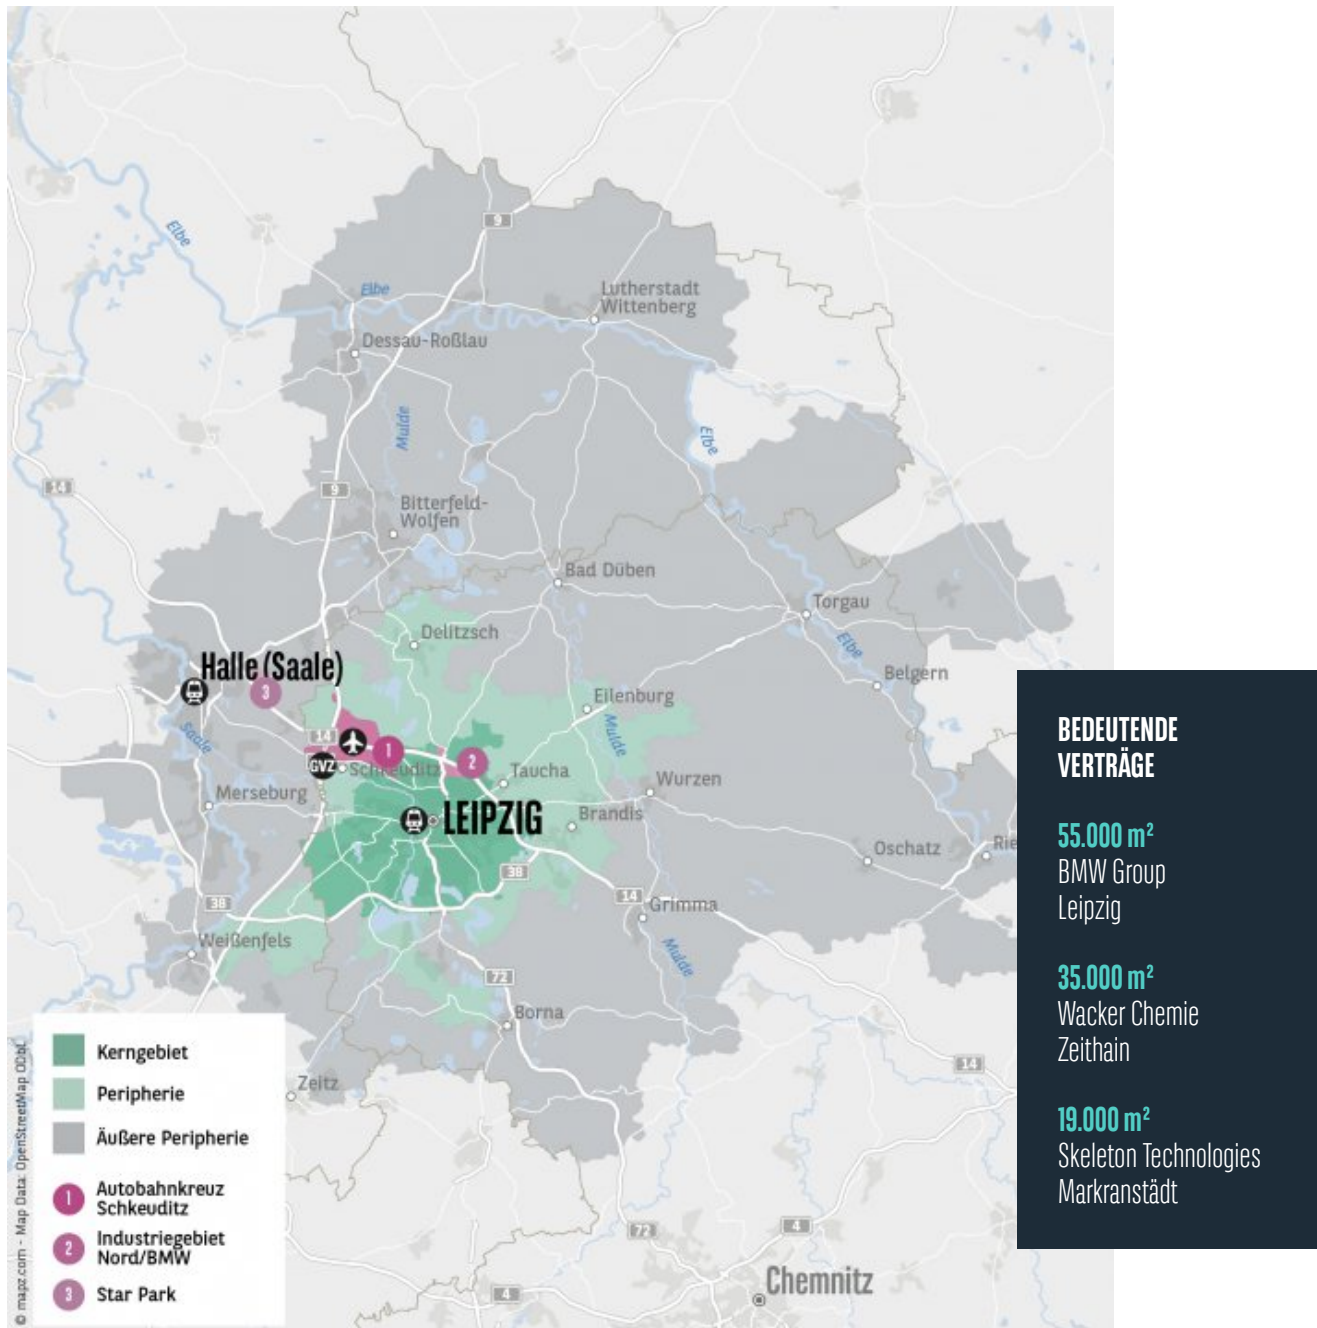 Elbe
9
Elbe
Lutherstadt
Wittenberg
Dessau-Roßlau
Mulde
Elbe
14
9
Bitterfeld-
Wolfen
Bad Düben
Torgau
Delitzsch
Elbe
Halle (Saale)
3
Belgern
Eilenburg
Saale
Mulde
14
1
2
GVZ
Schkeuditz
Taucha
Wurzen
Merseburg
LEIPZIG
Brandis
Oschatz
Rie
38
14
38
Grimma
Weißenfels
Mulde
72
Borna
14
Zeitz
72
4
4
Chemnitz
Kerngebiet
Peripherie
Äußere Peripherie
1
Autobahnkreuz
Schkeuditz
2
Industriegebiet
Nord/BMW
3
Star Park
© mapz.com - Map Data: OpenStreetMap ODbL
BEDEUTENDE
VERTRÄGE
55.000 m²
BMW Group
Leipzig
35.000 m²
Wacker Chemie
Zeithain
19.000 m²
Skeleton Technologies
Markranstädt